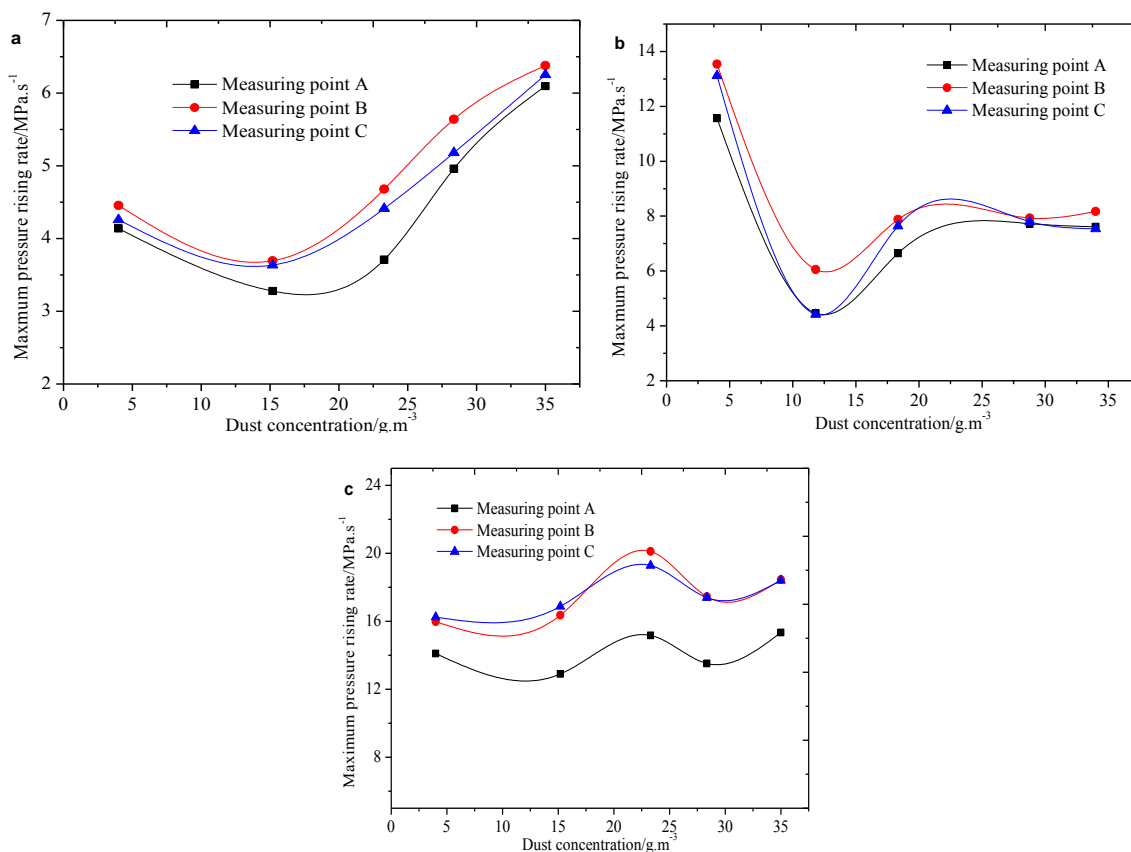 a
Maxmum pressure rising rate/MPa.s⁻¹
7
6
5
4
3
2
Measuring point A
Measuring point B
Measuring point C
0 5 10 15 20 25 30 35
Dust concentration/g.m⁻³
b
Maxmum pressure rising rate/MPa.s⁻¹
14
12
10
8
6
4
2
Measuring point A
Measuring point B
Measuring point C
0 5 10 15 20 25 30 35
Dust concentration/g.m⁻³
c
Maximum pressure rising rate/MPa.s⁻¹
24
20
16
12
8
Measuring point A
Measuring point B
Measuring point C
0 5 10 15 20 25 30 35
Dust concentration/g.m⁻³